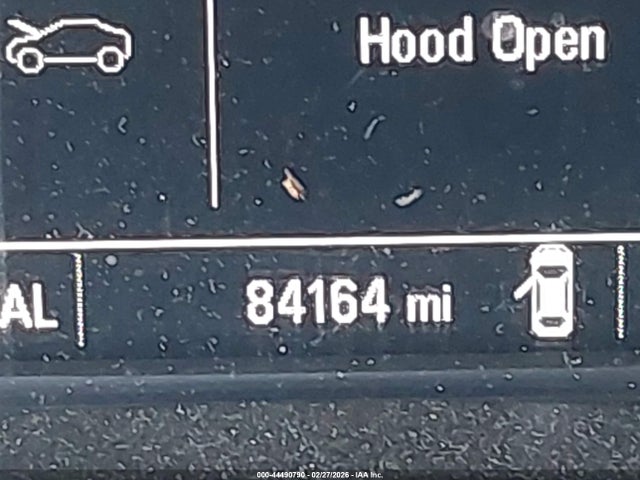 Hood Open
AL
84164 mi
000-44490790 - 02/27/2026 - IAA Inc.